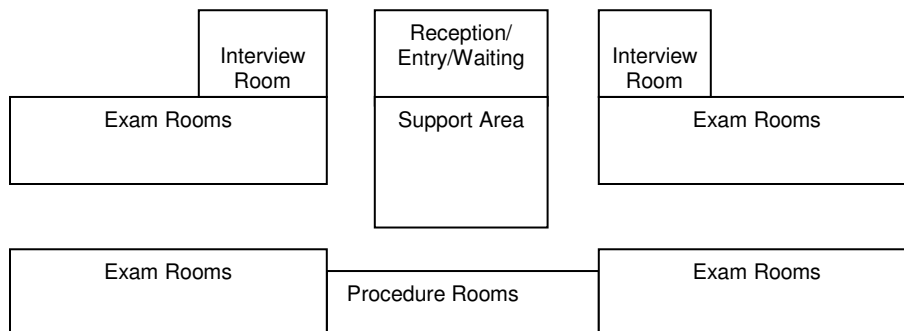 Interview
Room
Reception/
Entry/Waiting
Interview
Room
Exam Rooms
Support Area
Exam Rooms
Exam Rooms
Procedure Rooms
Exam Rooms